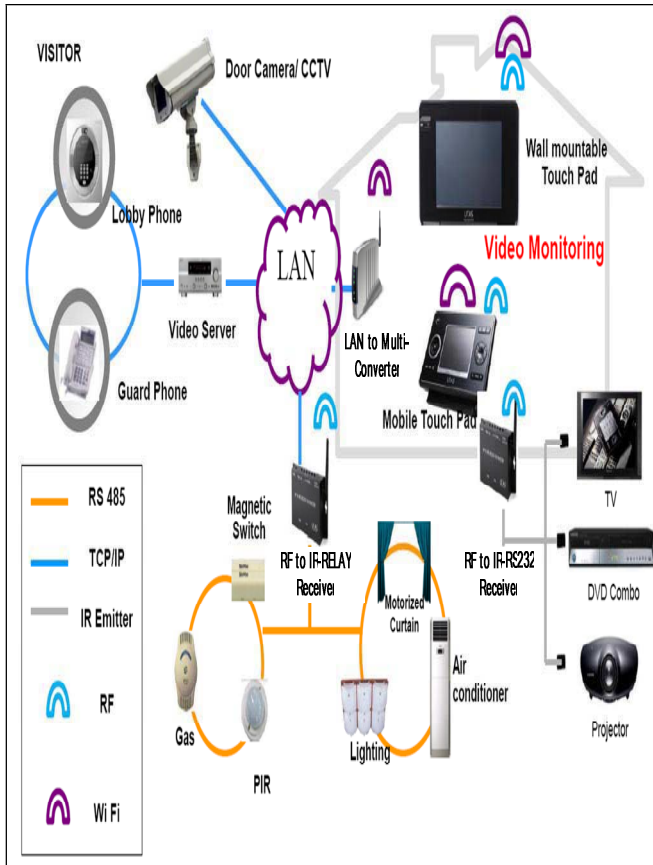 VISITOR
Door Camera/ CCTV
Lobby Phone
Wall mountable
Touch Pad
LAN
Video Monitoring
Video Server
LAN to Multi-
Converter
Guard Phone
Mobile Touch Pad
TV
RS 485
TCP/IP
IR Emitter
RF
Wi Fi
Magnetic
Switch
RF to IR-RELAY
Receiver
RF to IR-RS232
Receiver
DVD Combo
Motorized
Curtain
Air
conditioner
Gas
PIR
Lighting
Projector